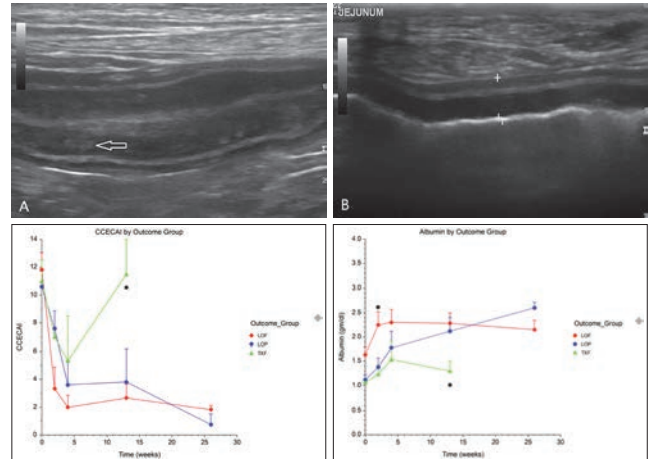 JEJUNUM
A
B
CCECAI by Outcome Group
14
12
10
8
6
4
2
0
CCECAI
0
5
10
15
20
25
30
Time (weeks)
Outcome_Group
LOF
LOP
TAF
Albumin by Outcome Group
4.0
3.5
3.0
2.5
2.0
1.5
1.0
0.5
0.0
Albumin (gm/dl)
0
5
10
15
20
25
30
Time (weeks)
Outcome_Group
LOF
LOP
TAF